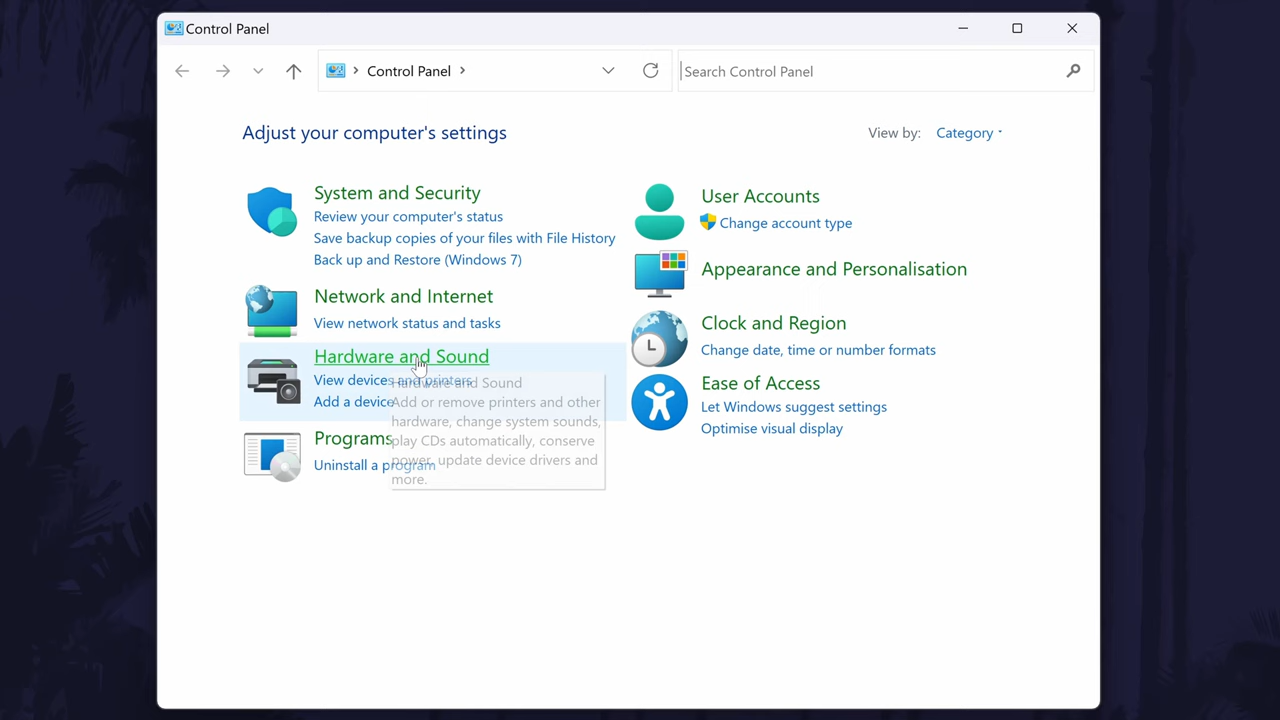 Control Panel
Control Panel
Search Control Panel
Adjust your computer's settings
View by: Category
System and Security
Review your computer's status
Save backup copies of your files with File History
Back up and Restore (Windows 7)
Network and Internet
View network status and tasks
Hardware and Sound
View devices and printers
Add a device
Hardware and Sound
Add or remove printers and other
hardware, change system sounds,
play CDs automatically, conserve
power, update device drivers and
more.
Programs
Uninstall a program
User Accounts
Change account type
Appearance and Personalisation
Clock and Region
Change date, time or number formats
Ease of Access
Let Windows suggest settings
Optimise visual display